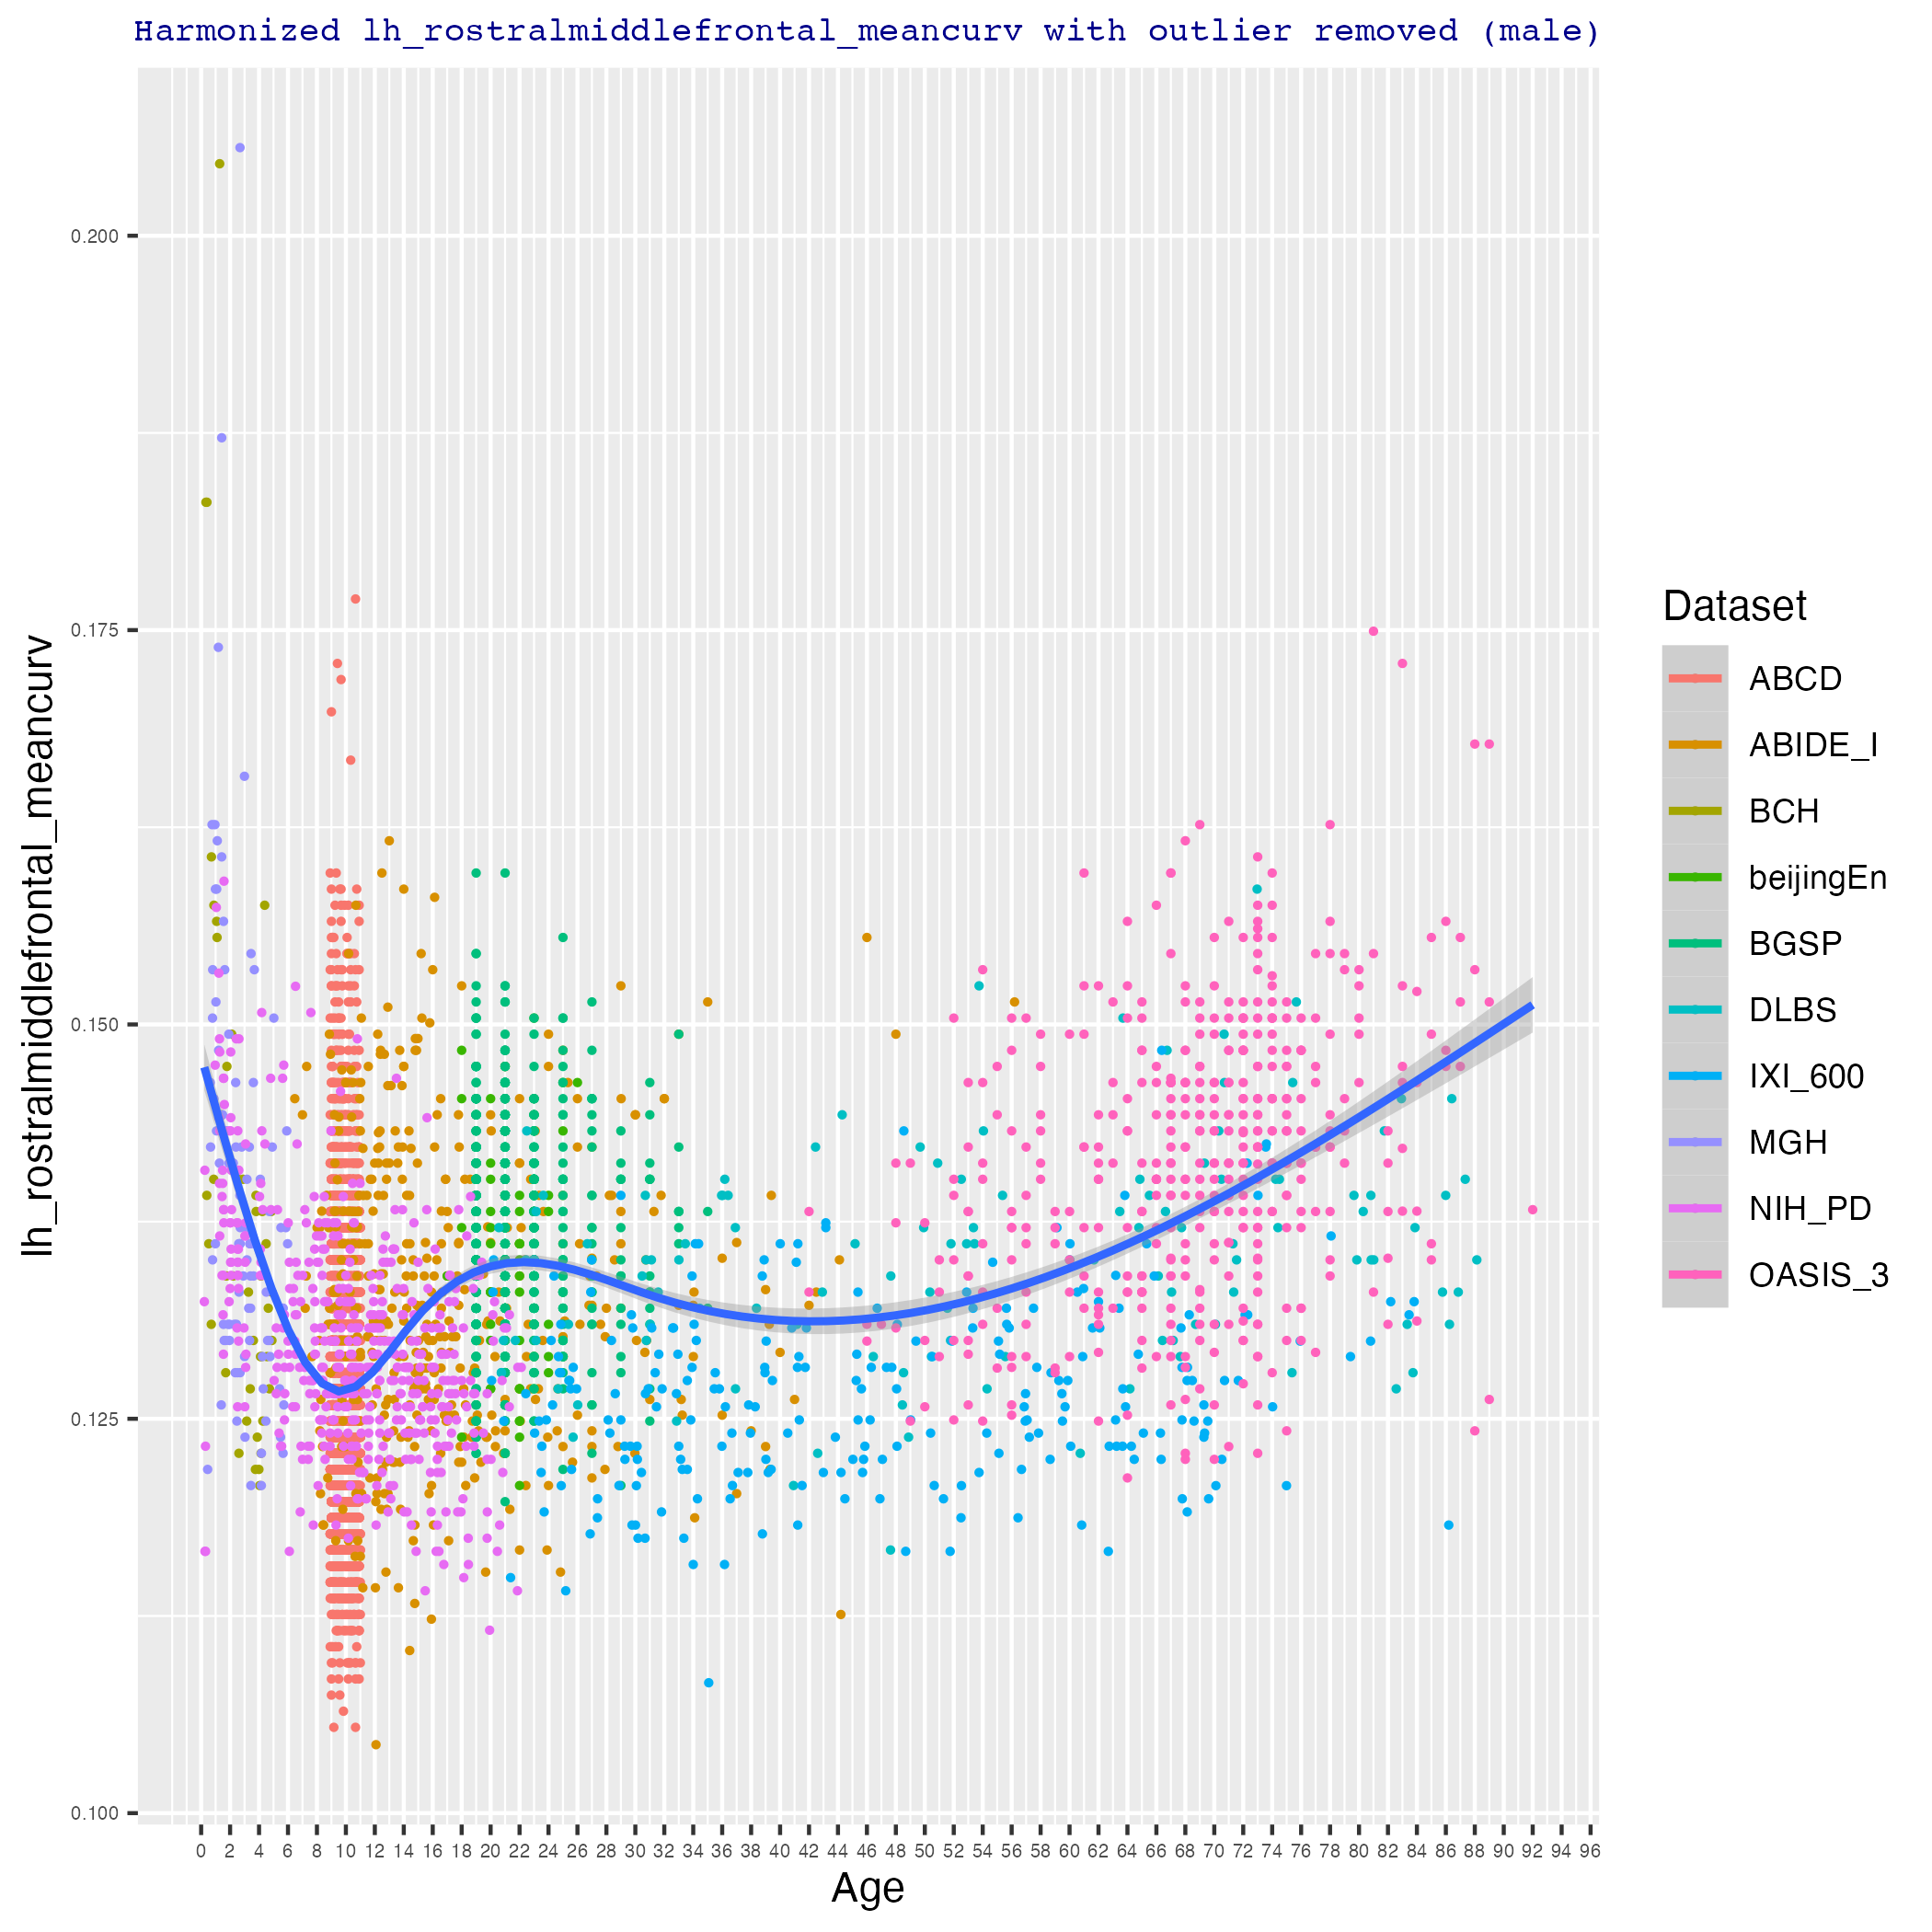 Harmonized lh_rostralmiddlefrontal_meancurv with outlier removed (male)
lh_rostralmiddlefrontal_meancurv
0.200
0.175
0.150
0.125
0.100
0 2 4 6 8 10 12 14 16 18 20 22 24 26 28 30 32 34 36 38 40 42 44 46 48 50 52 54 56 58 60 62 64 66 68 70 72 74 76 78 80 82 84 86 88 90 92 94 96
Age
Dataset
ABCD
ABIDE_I
BCH
beijingEn
BGSP
DLBS
IXI_600
MGH
NIH_PD
OASIS_3